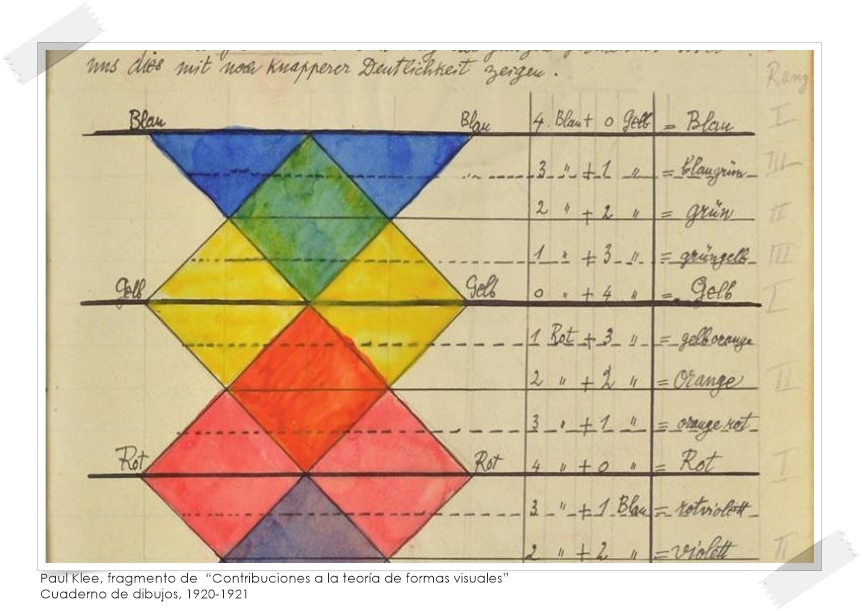 uns dies mit noch knapperer Deutlichkeit zeigen.
Rang
Blau Blau 4 Blau + 0 Gelb = Blau I
3 " + 1 " = blaugrün III
2 " + 2 " = grün II
1 " + 3 " = grüngelb III
Gelb Gelb 0 " + 4 " = Gelb I
1 Rot + 3 " = gelborange
2 " + 2 " = Orange II
3 " + 1 " = orangerot
Rot Rot 4 " + 0 " = Rot I
3 " + 1 Blau = rotviolett
2 " + 2 " = violett II
Paul Klee, fragmento de “Contribuciones a la teoría de formas visuales”
Cuaderno de dibujos, 1920-1921